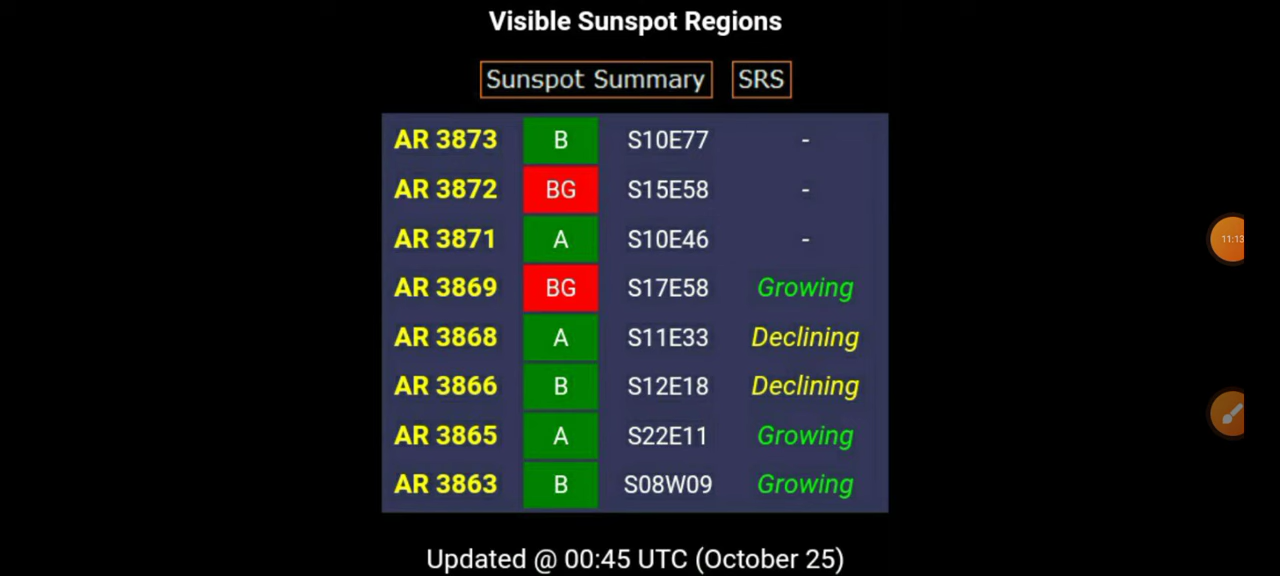 Visible Sunspot Regions
Sunspot Summary SRS
AR 3873 B S10E77 -
AR 3872 BG S15E58 -
AR 3871 A S10E46 -
AR 3869 BG S17E58 Growing
AR 3868 A S11E33 Declining
AR 3866 B S12E18 Declining
AR 3865 A S22E11 Growing
AR 3863 B S08W09 Growing
Updated @ 00:45 UTC (October 25)
11:13